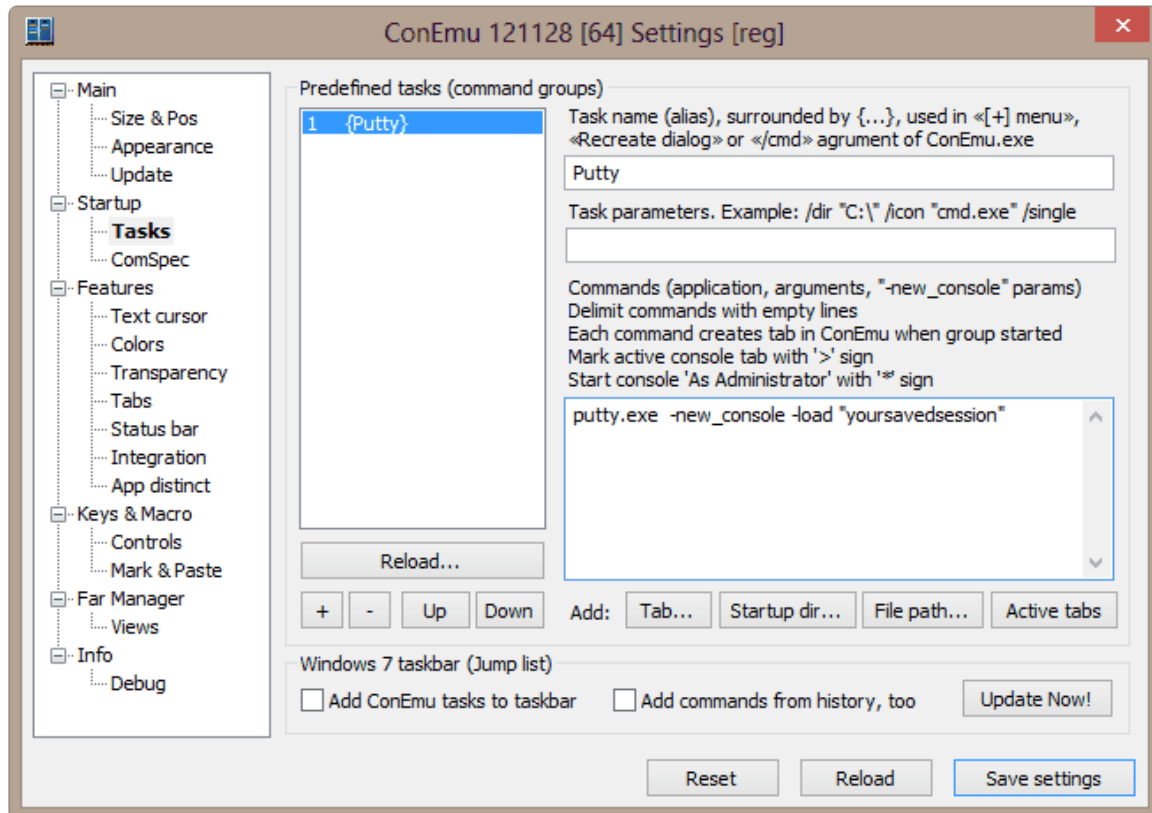 ConEmu 121128 [64] Settings [reg]
Main
Size & Pos
Appearance
Update
Startup
Tasks
ComSpec
Features
Text cursor
Colors
Transparency
Tabs
Status bar
Integration
App distinct
Keys & Macro
Controls
Mark & Paste
Far Manager
Views
Info
Debug
Predefined tasks (command groups)
1 {Putty}
Reload...
+ - Up Down
Task name (alias), surrounded by {...}, used in «[+] menu»,
«Recreate dialog» or «/cmd» agrument of ConEmu.exe
Putty
Task parameters. Example: /dir "C:\" /icon "cmd.exe" /single
Commands (application, arguments, "-new_console" params)
Delimit commands with empty lines
Each command creates tab in ConEmu when group started
Mark active console tab with '>' sign
Start console 'As Administrator' with '*' sign
putty.exe  -new_console -load "yoursavedsession"
Add: Tab... Startup dir... File path... Active tabs
Windows 7 taskbar (Jump list)
Add ConEmu tasks to taskbar Add commands from history, too Update Now!
Reset Reload Save settings